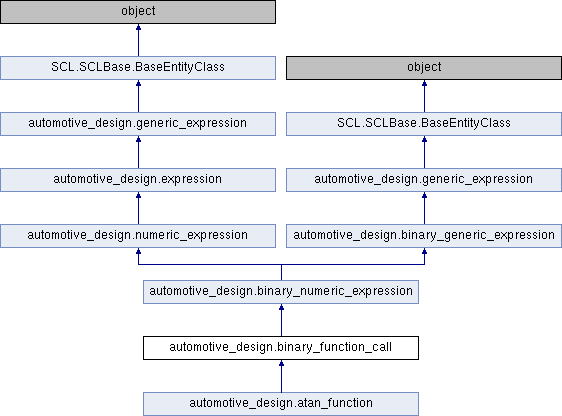 object
SCL.SCLBase.BaseEntityClass
object
automotive_design.generic_expression
SCL.SCLBase.BaseEntityClass
automotive_design.expression
automotive_design.generic_expression
automotive_design.numeric_expression
automotive_design.binary_generic_expression
automotive_design.binary_numeric_expression
automotive_design.binary_function_call
automotive_design.atan_function